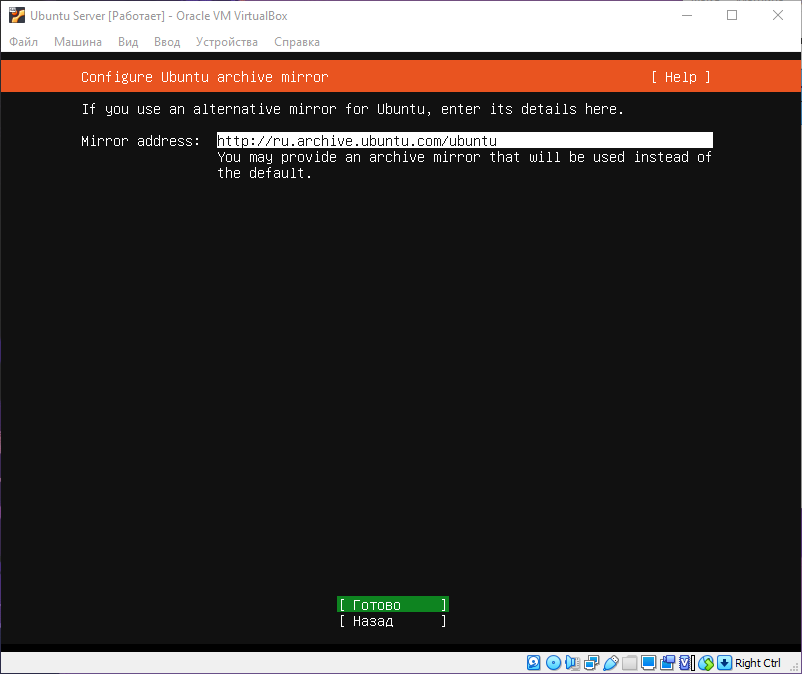 Ubuntu Server [Работает] - Oracle VM VirtualBox
Файл Машина Вид Ввод Устройства Справка
Configure Ubuntu archive mirror [ Help ]
If you use an alternative mirror for Ubuntu, enter its details here.
Mirror address: http://ru.archive.ubuntu.com/ubuntu
You may provide an archive mirror that will be used instead of
the default.
[ Готово ]
[ Назад ]
Right Ctrl